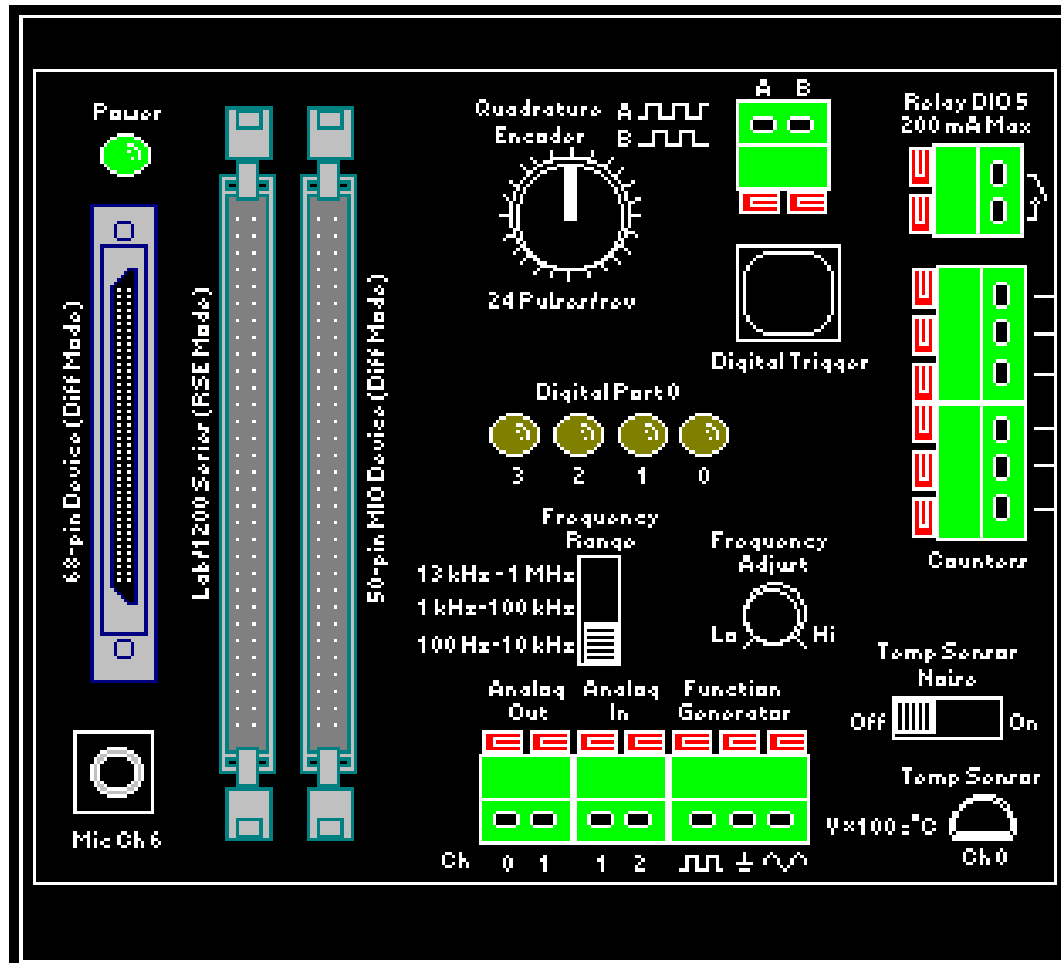 Power
Quadrature
Encoder
A
B
24 Pulses/rev
A B
Relay DIO 5
200 mA Max
Digital Trigger
68-pin Device (Diff Mode)
Lab/1200 Series (RSE Mode)
50-pin MIO Device (Diff Mode)
Digital Port 0
3 2 1 0
Frequency
Range
13 kHz-1 MHz
1 kHz-100 kHz
100 Hz-10 kHz
Frequency
Adjust
Lo Hi
Counters
Temp Sensor
Noise
Off On
Analog
Out
Analog
In
Function
Generator
Ch 0 1 1 2
Temp Sensor
V×100=°C
Ch 0
Mic Ch 6